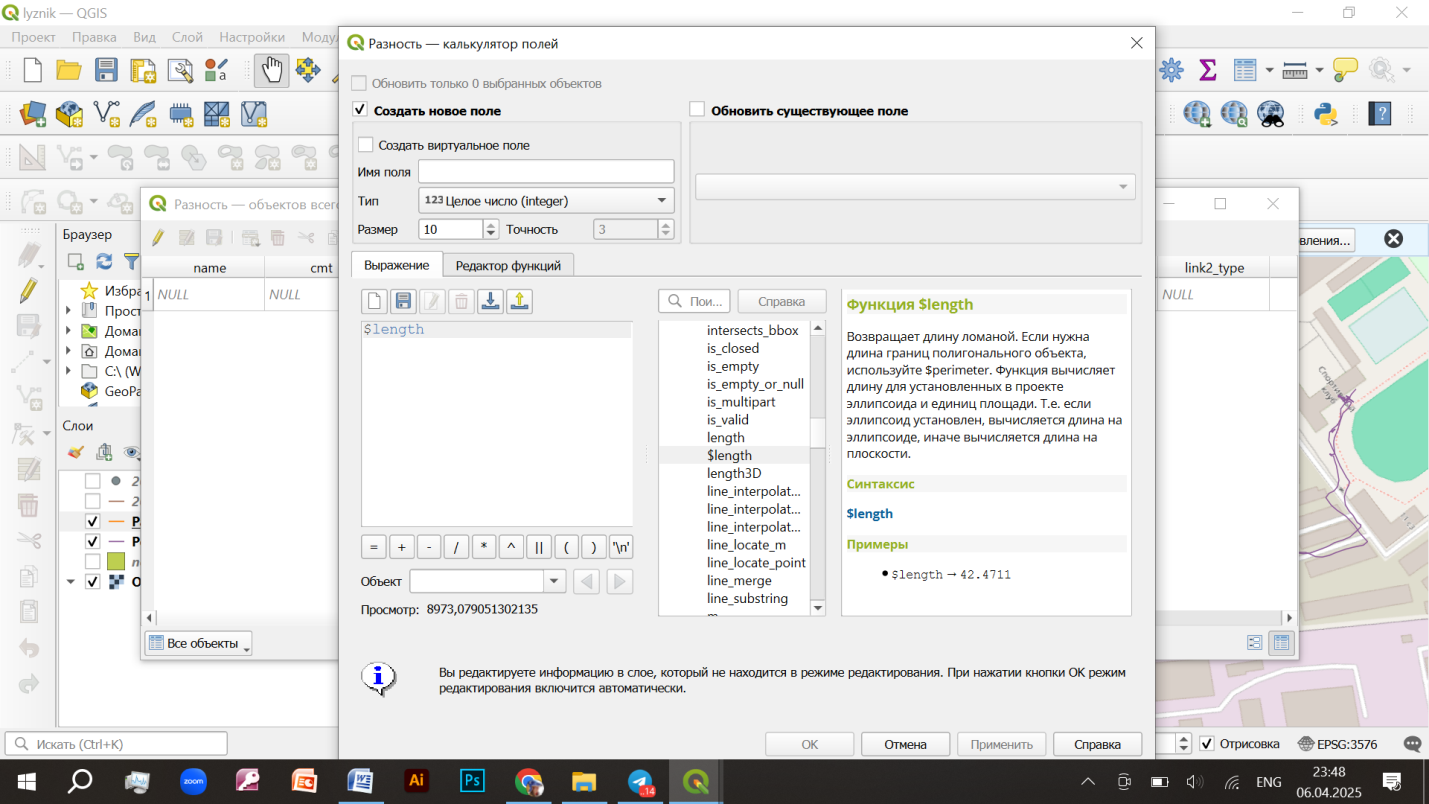 lyznik — QGIS
Проект Правка Вид Слой Настройки
Разность — калькулятор полей
Обновить только 0 выбранных объектов
Создать новое поле
Обновить существующее поле
Создать виртуальное поле
Имя поля
Тип 123 Целое число (integer)
Размер 10 Точность 3
Разность — объектов всего
Браузер
name cmt link2_type
1 NULL NULL NULL
C:\ (W
Слои
Выражение Редактор функций
Пои... Справка
$length
intersects_bbox
is_closed
is_empty
is_empty_or_null
is_multipart
is_valid
length
$length
length3D
line_interpolat...
line_interpolat...
line_interpolat...
line_locate_m
line_locate_point
line_merge
line_substring
Функция $length
Возвращает длину ломаной. Если нужна
длина границ полигонального объекта,
используйте $perimeter. Функция вычисляет
длину для установленных в проекте
эллипсоида и единиц площади. Т.е. если
эллипсоид установлен, вычисляется длина на
эллипсоиде, иначе вычисляется длина на
плоскости.
Синтаксис
$length
Примеры
$length → 42.4711
= + - / * ^ || ( ) '\n'
Объект
Просмотр: 8973,079051302135
Все объекты
Вы редактируете информацию в слое, который не находится в режиме редактирования. При нажатии кнопки OK режим
редактирования включится автоматически.
OK Отмена Применить Справка
Искать (Ctrl+K)
Отрисовка EPSG:3576
zoom Ai Ps 14
ENG
23:48
06.04.2025